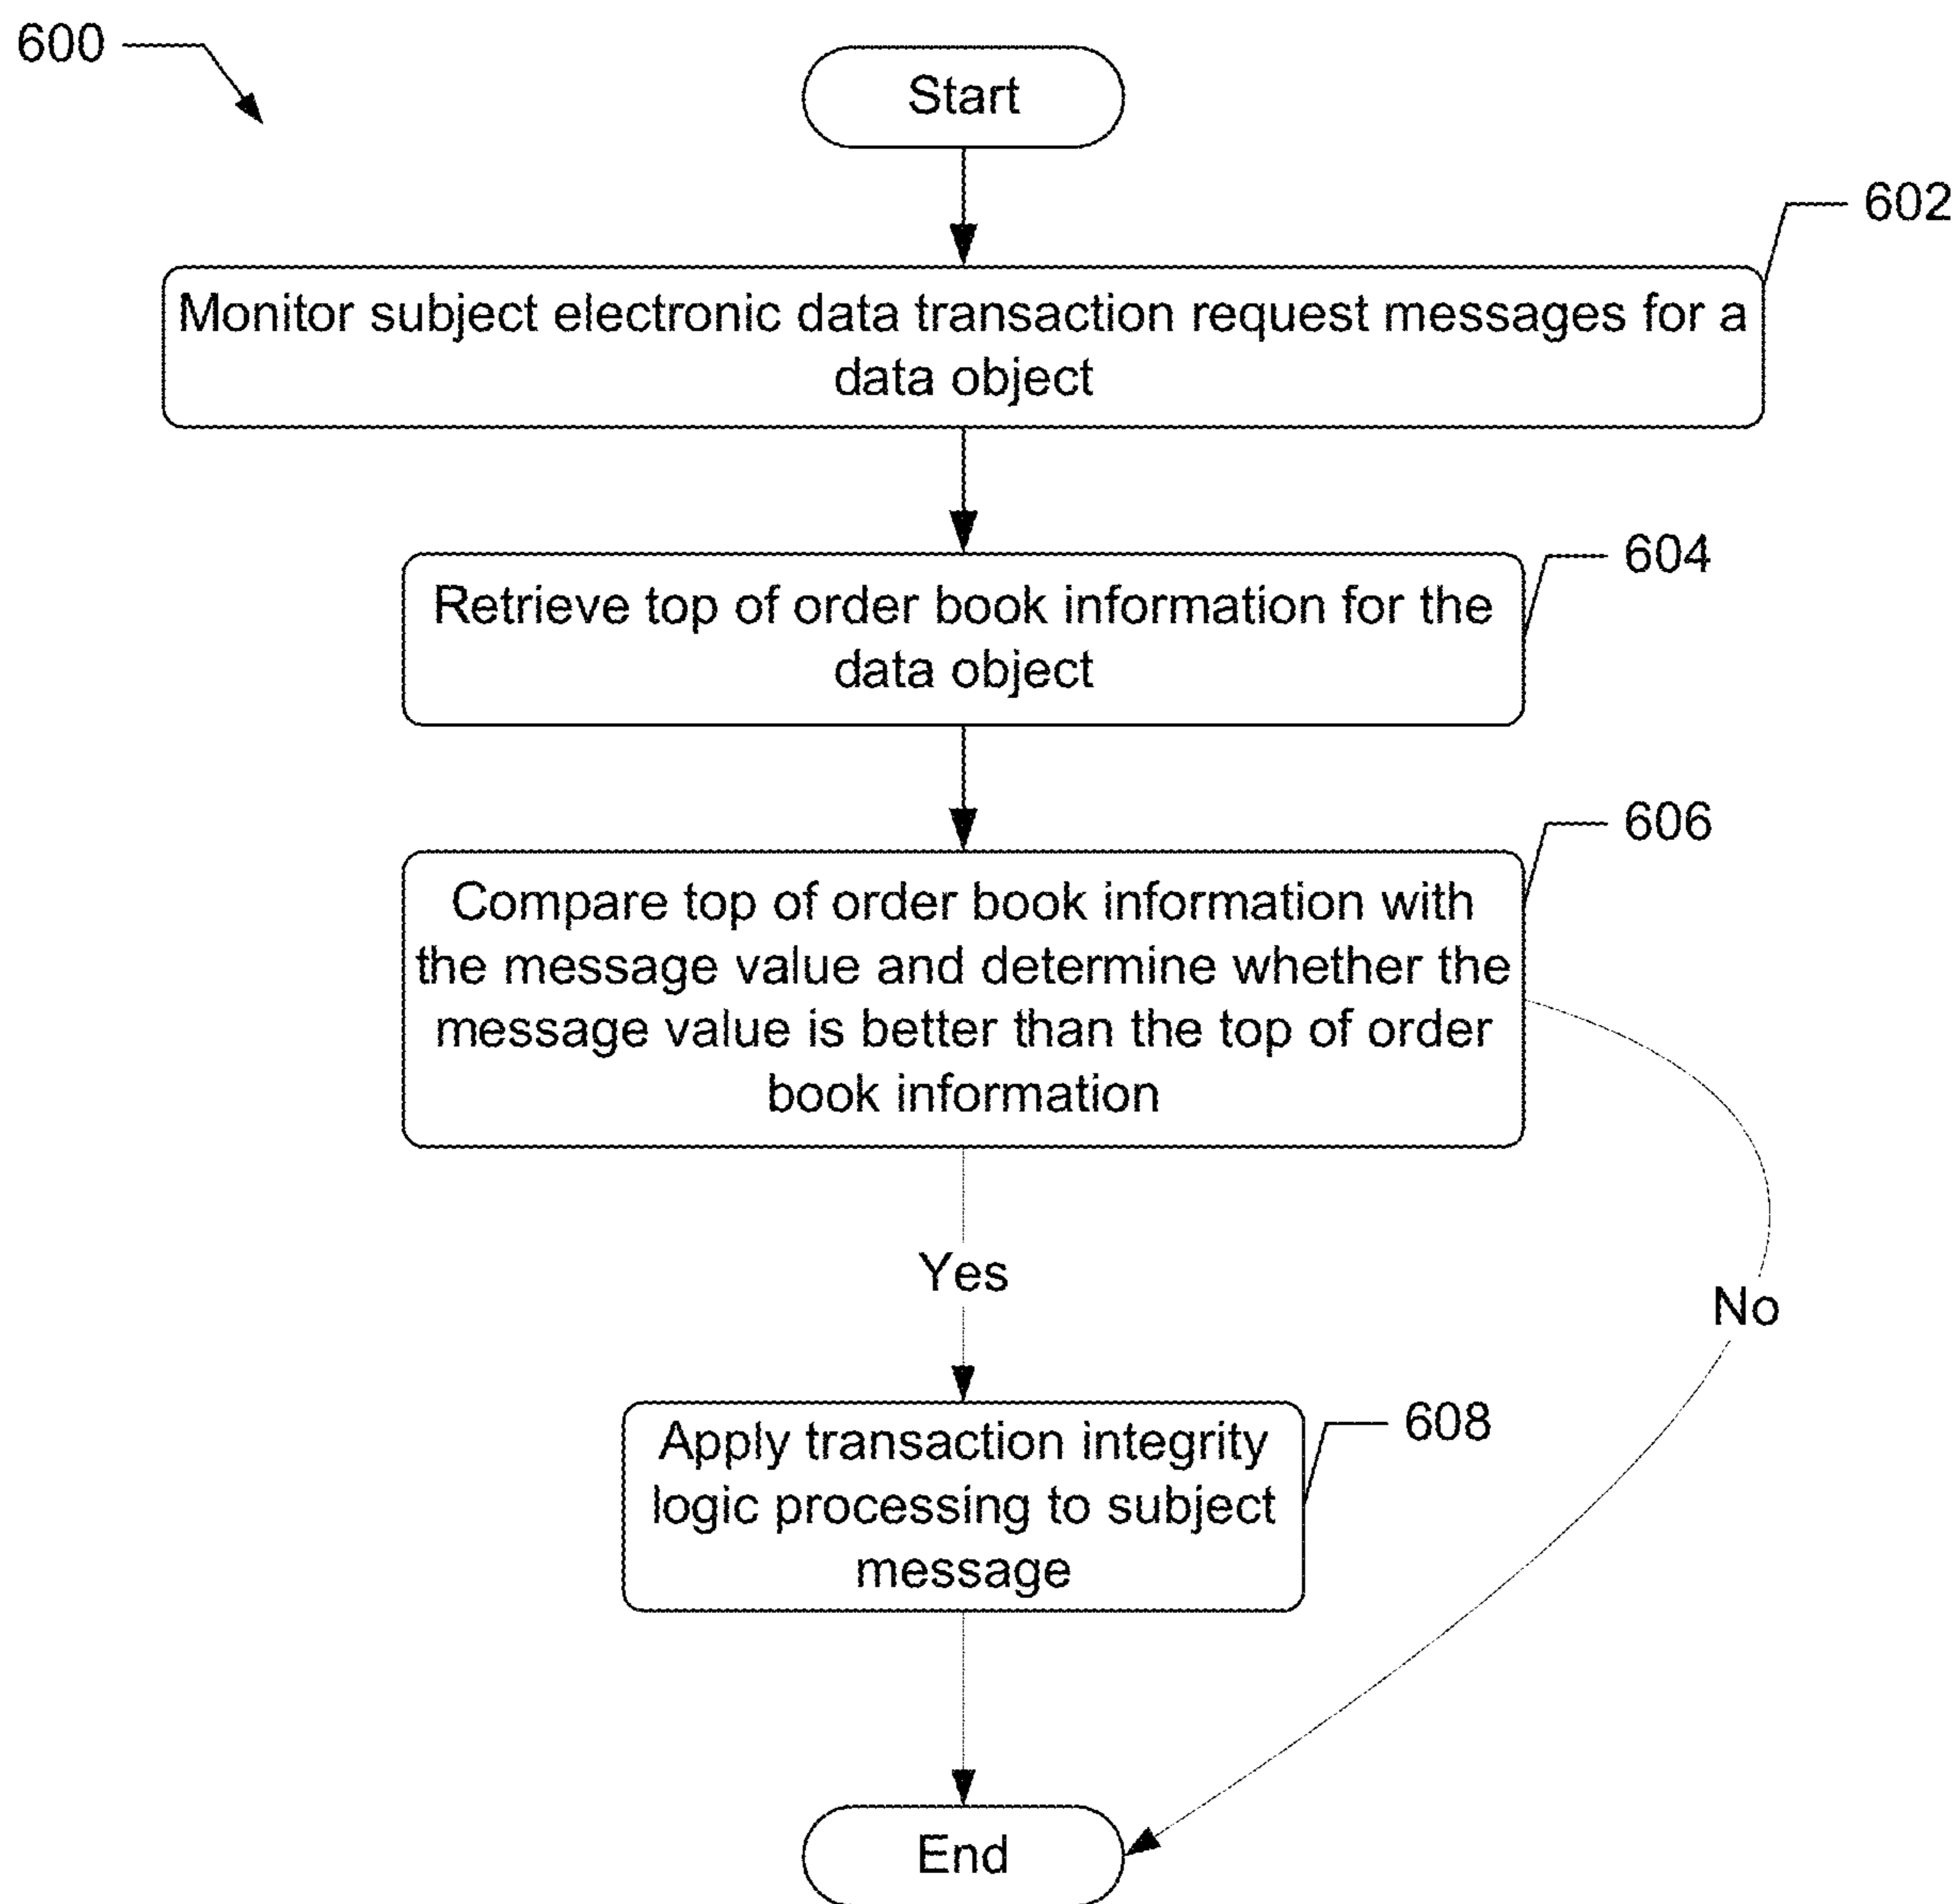 600
Start
602
Monitor subject electronic data transaction request messages for a
data object
604
Retrieve top of order book information for the
data object
606
Compare top of order book information with
the message value and determine whether the
message value is better than the top of order
book information
Yes
No
608
Apply transaction integrity
logic processing to subject
message
End